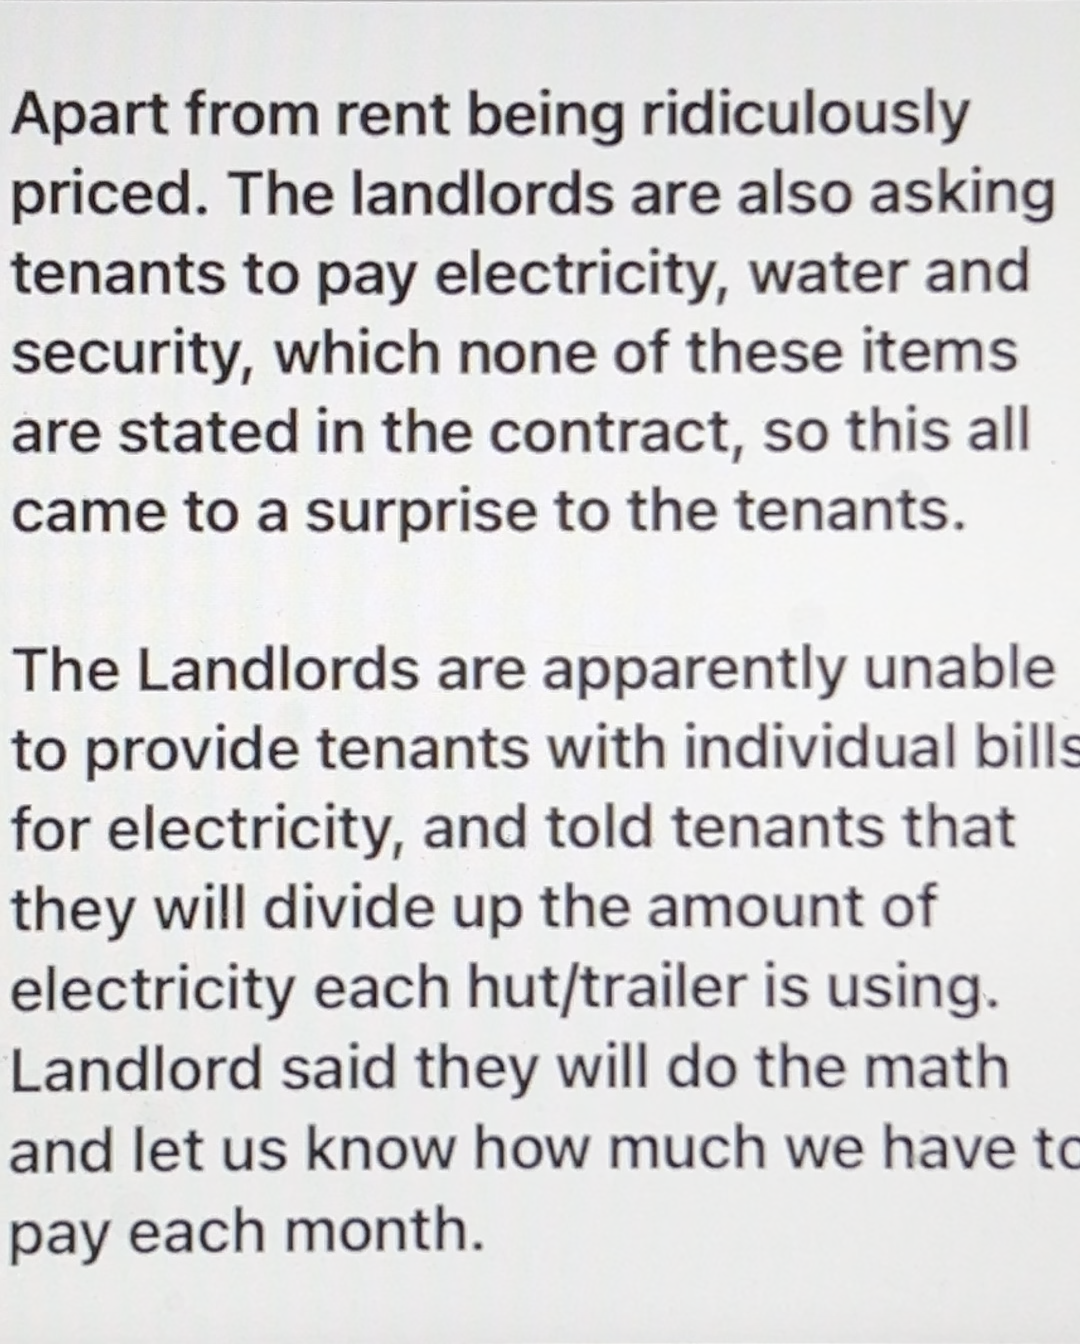 Apart from rent being ridiculously
priced. The landlords are also asking
tenants to pay electricity, water and
security, which none of these items
are stated in the contract, so this all
came to a surprise to the tenants.
The Landlords are apparently unable
to provide tenants with individual bills
for electricity, and told tenants that
they will divide up the amount of
electricity each hut/trailer is using.
Landlord said they will do the math
and let us know how much we have to
pay each month.